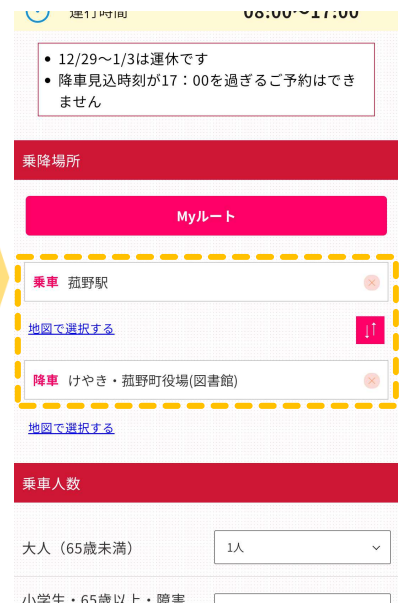 運行時間 08:00〜17:00
• 12/29〜1/3は運休です
• 降車見込時刻が17：00を過ぎるご予約はでき
ません
乗降場所
Myルート
乗車 菰野駅
地図で選択する
降車 けやき・菰野町役場(図書館)
地図で選択する
乗車人数
大人（65歳未満） 1人
小学生・65歳以上・障害